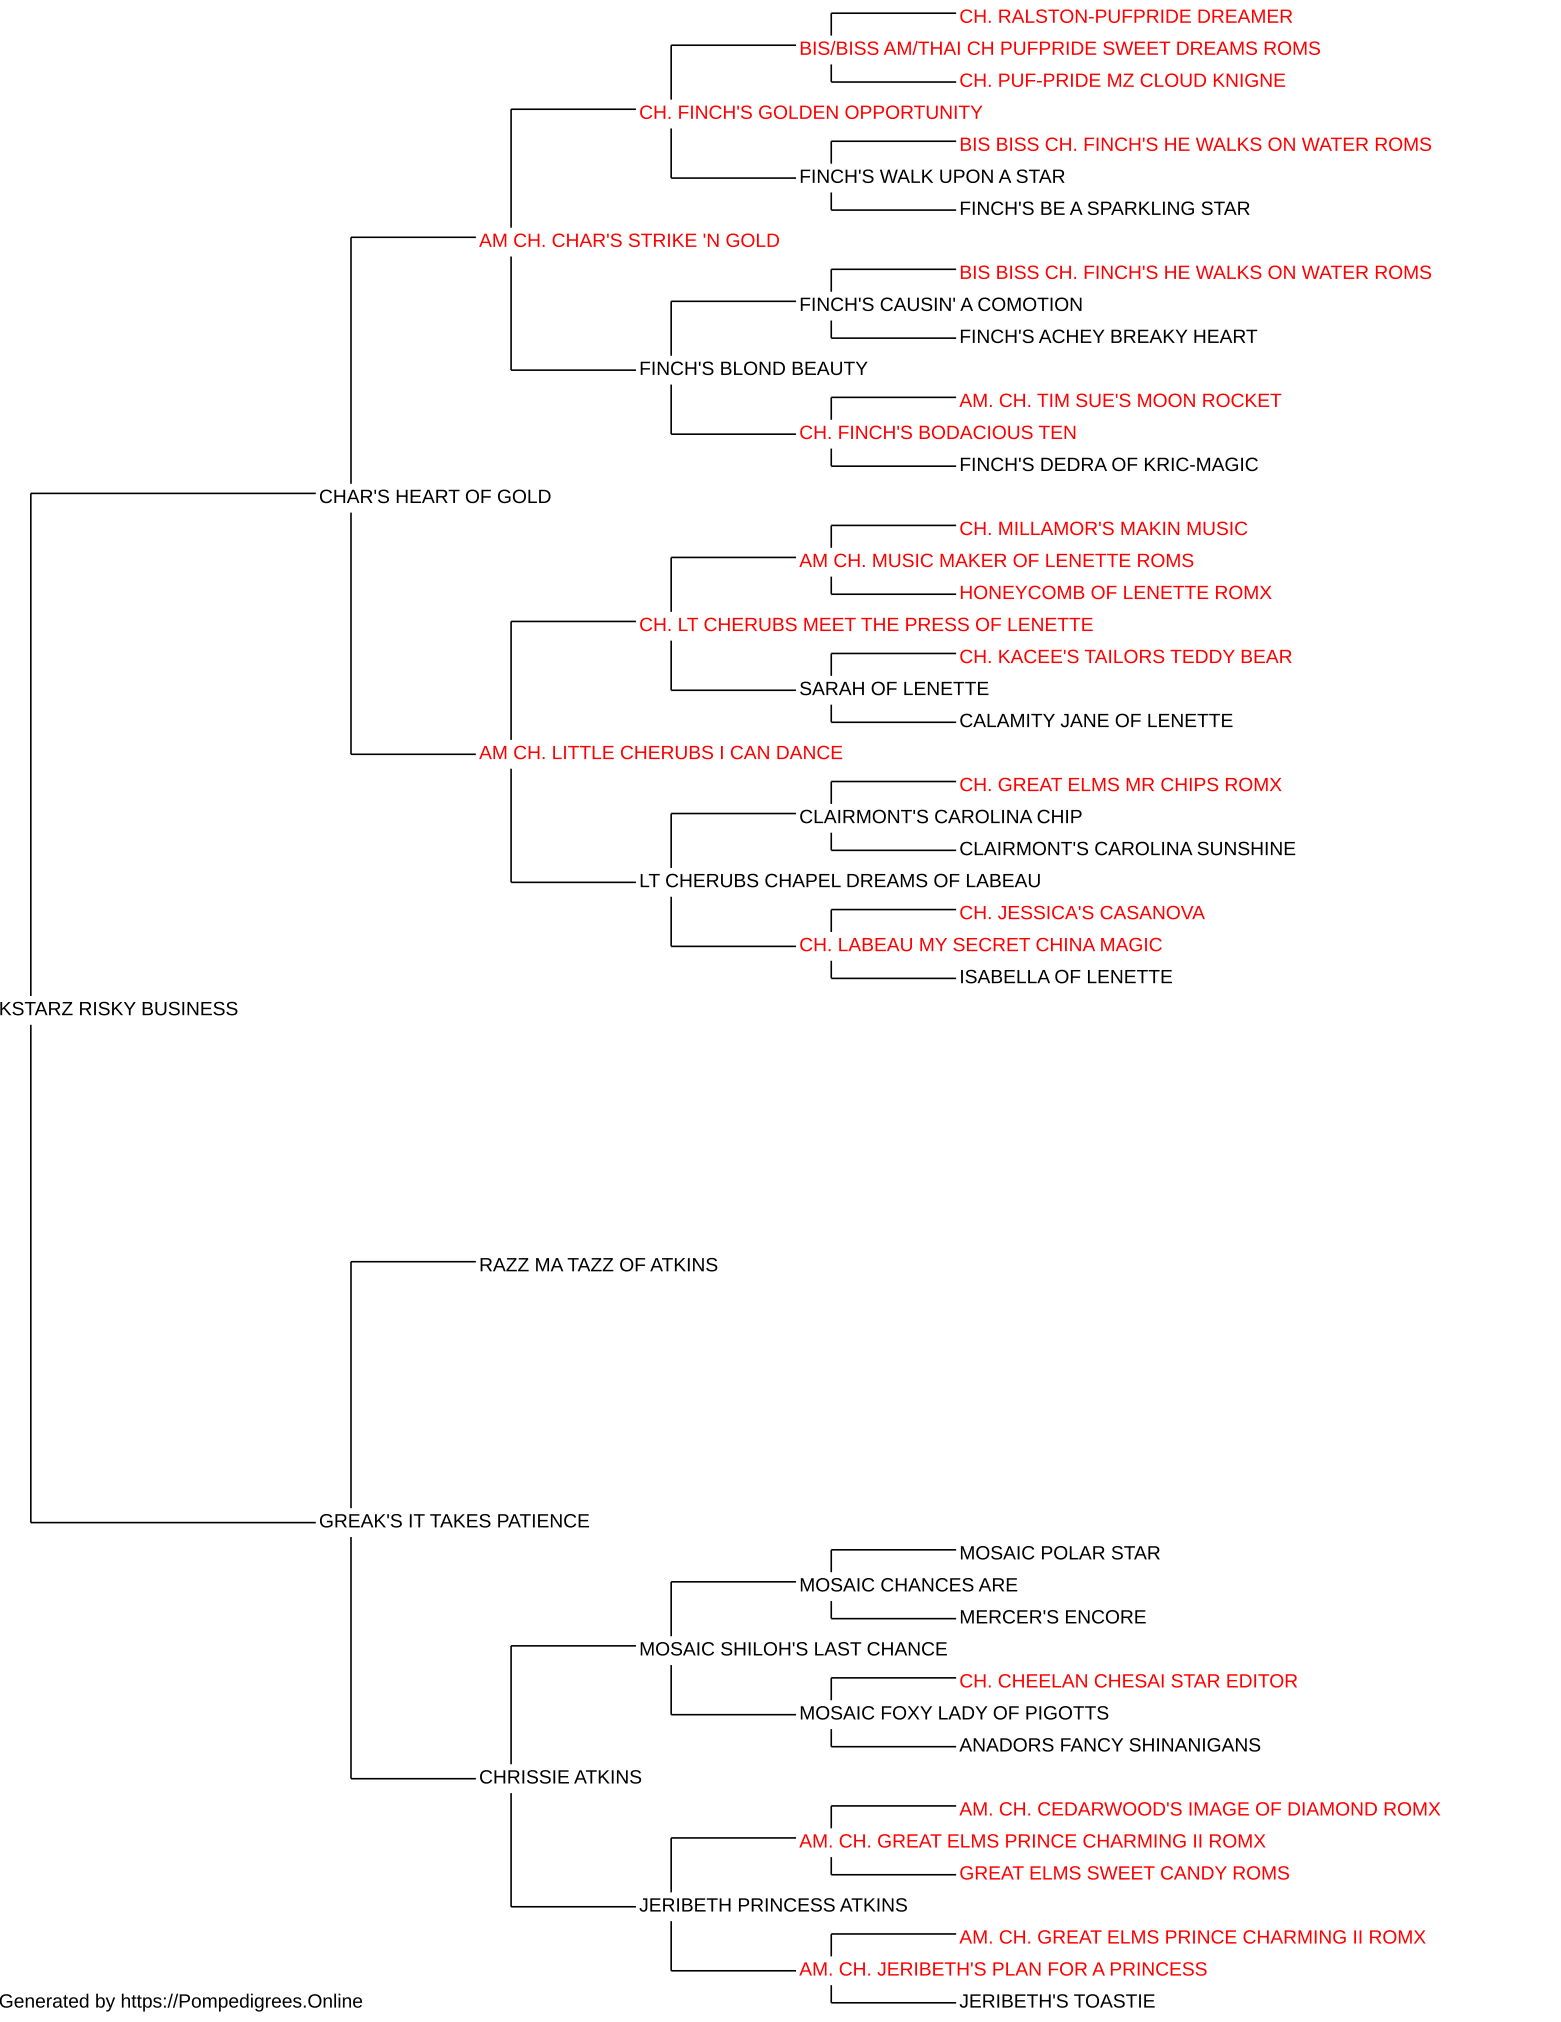 CH. RALSTON-PUFPRIDE DREAMER
BIS/BISS AM/THAI CH PUFPRIDE SWEET DREAMS ROMS
CH. PUF-PRIDE MZ CLOUD KNIGNE
CH. FINCH'S GOLDEN OPPORTUNITY
BIS BISS CH. FINCH'S HE WALKS ON WATER ROMS
FINCH'S WALK UPON A STAR
FINCH'S BE A SPARKLING STAR
AM CH. CHAR'S STRIKE 'N GOLD
BIS BISS CH. FINCH'S HE WALKS ON WATER ROMS
FINCH'S CAUSIN' A COMOTION
FINCH'S ACHEY BREAKY HEART
FINCH'S BLOND BEAUTY
AM. CH. TIM SUE'S MOON ROCKET
CH. FINCH'S BODACIOUS TEN
FINCH'S DEDRA OF KRIC-MAGIC
CHAR'S HEART OF GOLD
CH. MILLAMOR'S MAKIN MUSIC
AM CH. MUSIC MAKER OF LENETTE ROMS
HONEYCOMB OF LENETTE ROMX
CH. LT CHERUBS MEET THE PRESS OF LENETTE
CH. KACEE'S TAILORS TEDDY BEAR
SARAH OF LENETTE
CALAMITY JANE OF LENETTE
AM CH. LITTLE CHERUBS I CAN DANCE
CH. GREAT ELMS MR CHIPS ROMX
CLAIRMONT'S CAROLINA CHIP
CLAIRMONT'S CAROLINA SUNSHINE
LT CHERUBS CHAPEL DREAMS OF LABEAU
CH. JESSICA'S CASANOVA
CH. LABEAU MY SECRET CHINA MAGIC
ISABELLA OF LENETTE
KSTARZ RISKY BUSINESS
RAZZ MA TAZZ OF ATKINS
GREAK'S IT TAKES PATIENCE
MOSAIC POLAR STAR
MOSAIC CHANCES ARE
MERCER'S ENCORE
MOSAIC SHILOH'S LAST CHANCE
CH. CHEELAN CHESAI STAR EDITOR
MOSAIC FOXY LADY OF PIGOTTS
ANADORS FANCY SHINANIGANS
CHRISSIE ATKINS
AM. CH. CEDARWOOD'S IMAGE OF DIAMOND ROMX
AM. CH. GREAT ELMS PRINCE CHARMING II ROMX
GREAT ELMS SWEET CANDY ROMS
JERIBETH PRINCESS ATKINS
AM. CH. GREAT ELMS PRINCE CHARMING II ROMX
AM. CH. JERIBETH'S PLAN FOR A PRINCESS
JERIBETH'S TOASTIE
Generated by https://Pompedigrees.Online